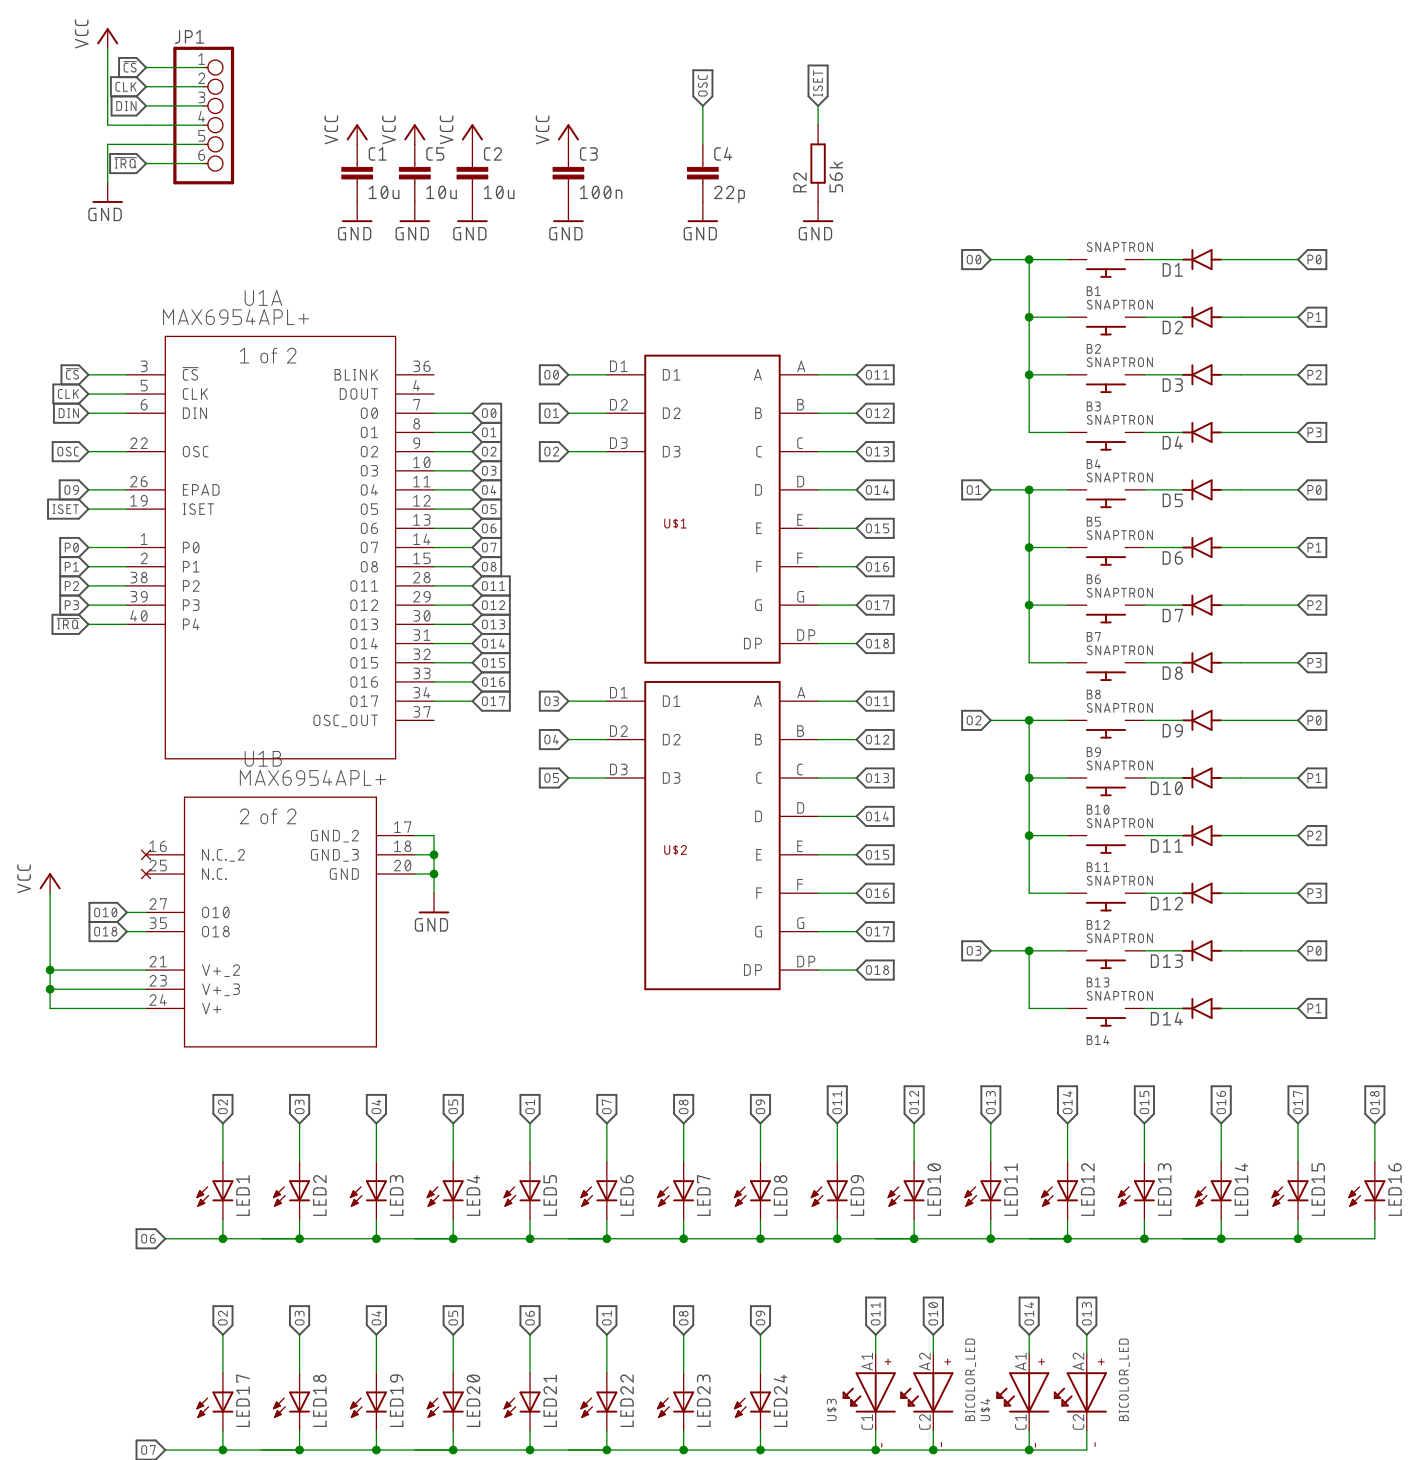 VCC
JP1
CS 1
CLK 2
DIN 3
4
5
IRQ 6
GND
VCC C1 10u GND
VCC C5 10u GND
VCC C2 10u GND
VCC C3 100n GND
OSC C4 22p GND
ISET R2 56k GND
U1A
MAX6954APL+
1 of 2
CS 3 CS BLINK 36
CLK 5 CLK DOUT 4
DIN 6 DIN O0 7 O0
O1 8 O1
OSC 22 OSC O2 9 O2
O3 10 O3
O9 26 EPAD O4 11 O4
ISET 19 ISET O5 12 O5
O6 13 O6
P0 1 P0 O7 14 O7
P1 2 P1 O8 15 O8
P2 38 P2 O11 28 O11
P3 39 P3 O12 29 O12
IRQ 40 P4 O13 30 O13
O14 31 O14
O15 32 O15
O16 33 O16
O17 34 O17
OSC_OUT 37
U1B
MAX6954APL+
2 of 2
GND_2 17
16 N.C._2 GND_3 18
25 N.C. GND 20
VCC
GND
O10 27 O10
O18 35 O18
21 V+_2
23 V+_3
24 V+
O0 D1 D1 A A O11
O1 D2 D2 B B O12
O2 D3 D3 C C O13
D D O14
U$1
E E O15
F F O16
G G O17
DP DP O18
O3 D1 D1 A A O11
O4 D2 D2 B B O12
O5 D3 D3 C C O13
D D O14
U$2
E E O15
F F O16
G G O17
DP DP O18
SNAPTRON
O0 D1 P0
B1
SNAPTRON
D2 P1
B2
SNAPTRON
D3 P2
B3
SNAPTRON
D4 P3
B4
SNAPTRON
O1 D5 P0
B5
SNAPTRON
D6 P1
B6
SNAPTRON
D7 P2
B7
SNAPTRON
D8 P3
B8
SNAPTRON
O2 D9 P0
B9
SNAPTRON
D10 P1
B10
SNAPTRON
D11 P2
B11
SNAPTRON
D12 P3
B12
SNAPTRON
O3 D13 P0
B13
SNAPTRON
D14 P1
B14
O2 O3 O4 O5 O1 O7 O8 O9 O11 O12 O13 O14 O15 O16 O17 O18
LED1 LED2 LED3 LED4 LED5 LED6 LED7 LED8 LED9 LED10 LED11 LED12 LED13 LED14 LED15 LED16
O6
O2 O3 O4 O5 O6 O1 O8 O9 O11 O10 O14 O13
A1 + A2 + A1 + A2 +
LED17 LED18 LED19 LED20 LED21 LED22 LED23 LED24 U$3 BICOLOR_LED U$4 BICOLOR_LED
C1 - C2 - C1 - C2 -
O7